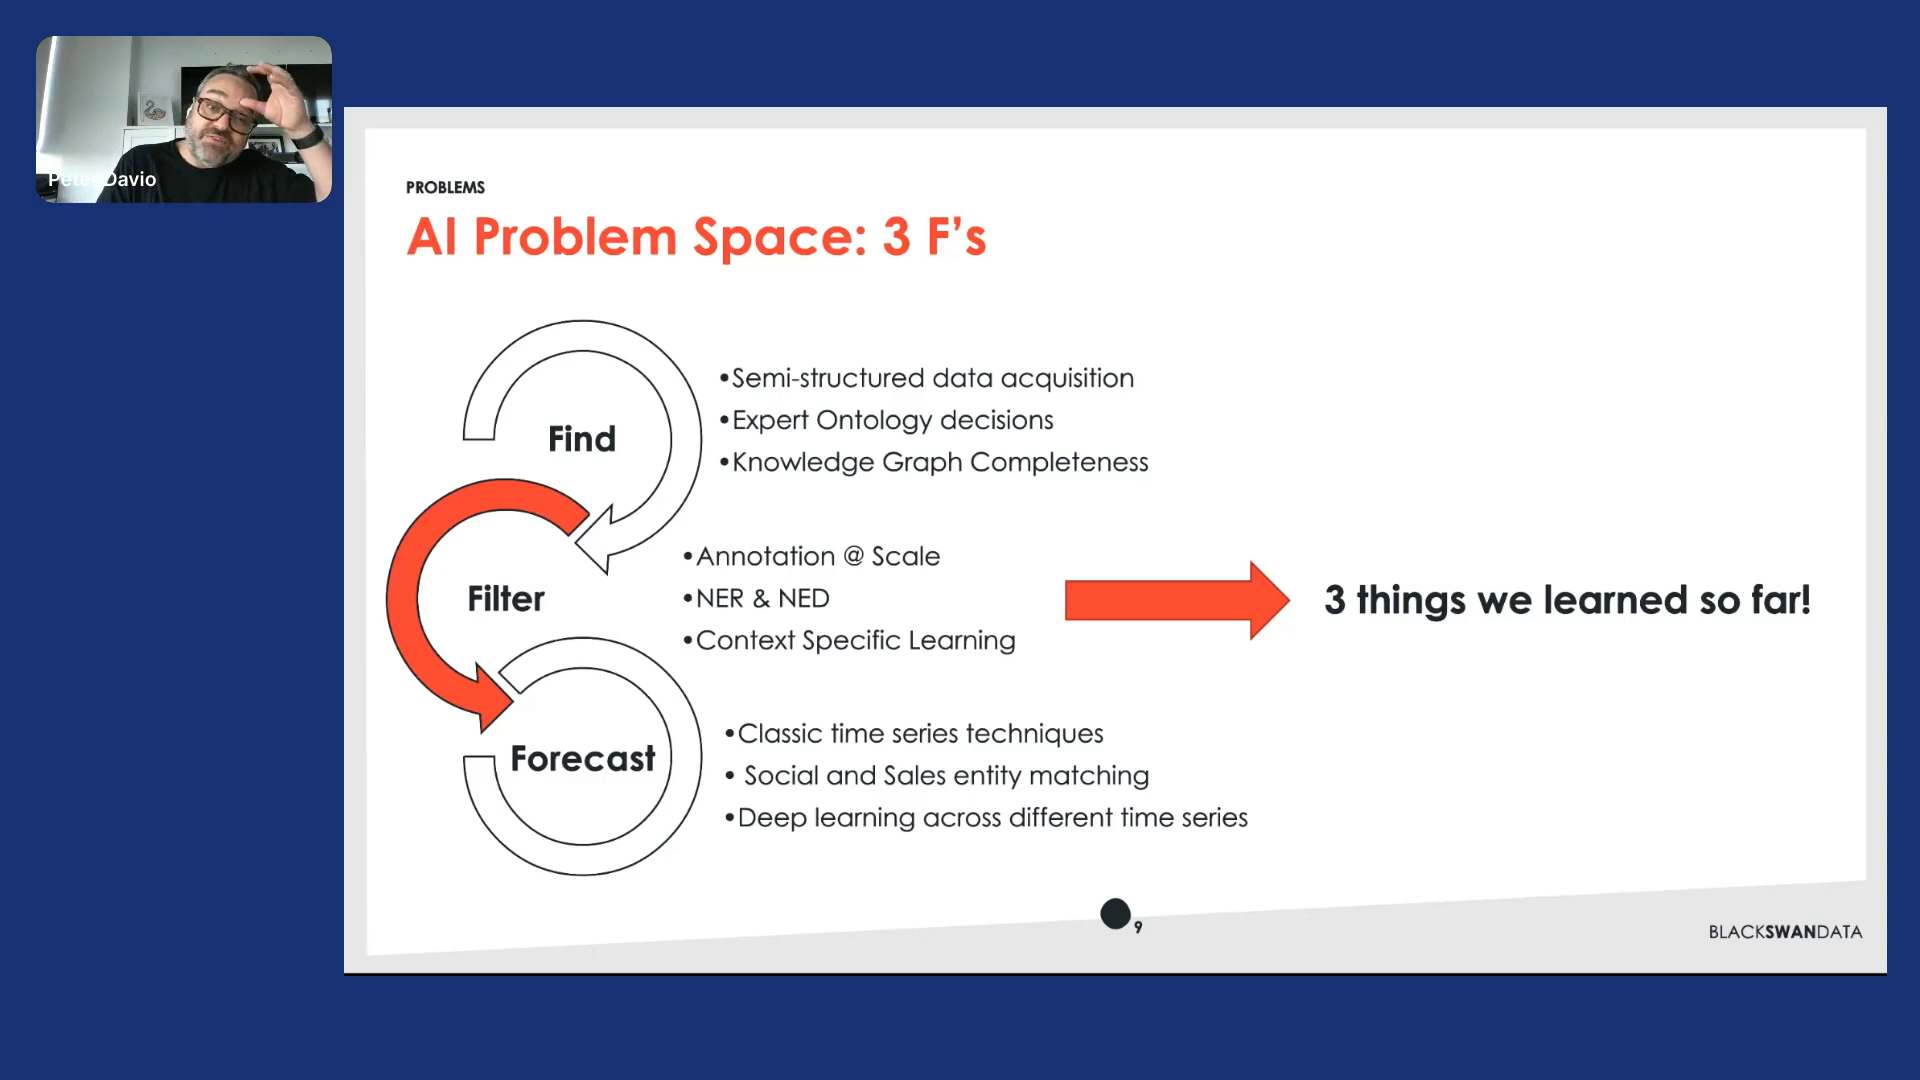 Peter Davio
PROBLEMS
AI Problem Space: 3 F’s
Find
•Semi-structured data acquisition
•Expert Ontology decisions
•Knowledge Graph Completeness
Filter
•Annotation @ Scale
•NER & NED
•Context Specific Learning
3 things we learned so far!
Forecast
•Classic time series techniques
• Social and Sales entity matching
•Deep learning across different time series
9
BLACKSWANDATA